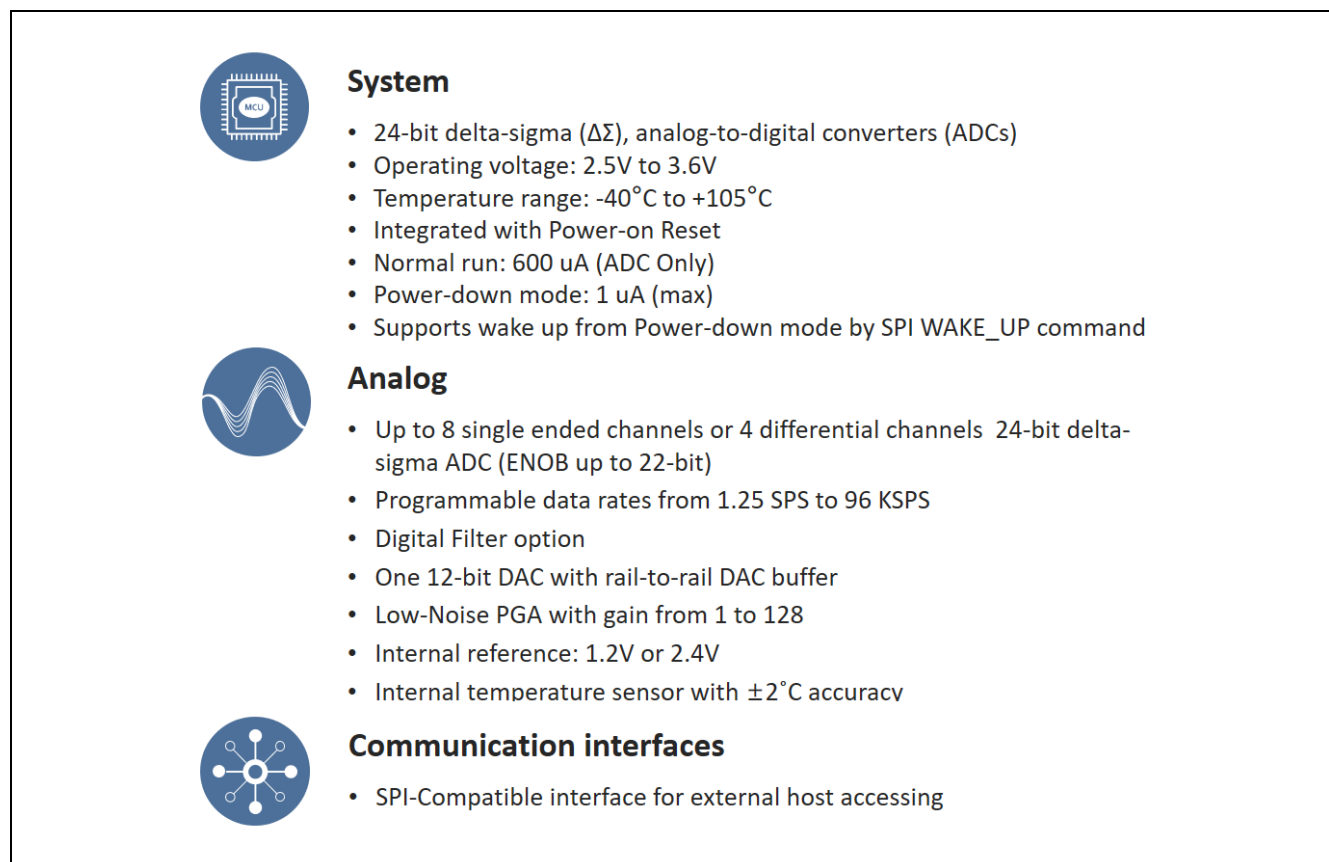 System
MCU
• 24-bit delta-sigma (ΔΣ), analog-to-digital converters (ADCs)
• Operating voltage: 2.5V to 3.6V
• Temperature range: -40°C to +105°C
• Integrated with Power-on Reset
• Normal run: 600 uA (ADC Only)
• Power-down mode: 1 uA (max)
• Supports wake up from Power-down mode by SPI WAKE_UP command
Analog
• Up to 8 single ended channels or 4 differential channels  24-bit delta-
sigma ADC (ENOB up to 22-bit)
• Programmable data rates from 1.25 SPS to 96 KSPS
• Digital Filter option
• One 12-bit DAC with rail-to-rail DAC buffer
• Low-Noise PGA with gain from 1 to 128
• Internal reference: 1.2V or 2.4V
• Internal temperature sensor with ±2˚C accuracy
Communication interfaces
• SPI-Compatible interface for external host accessing